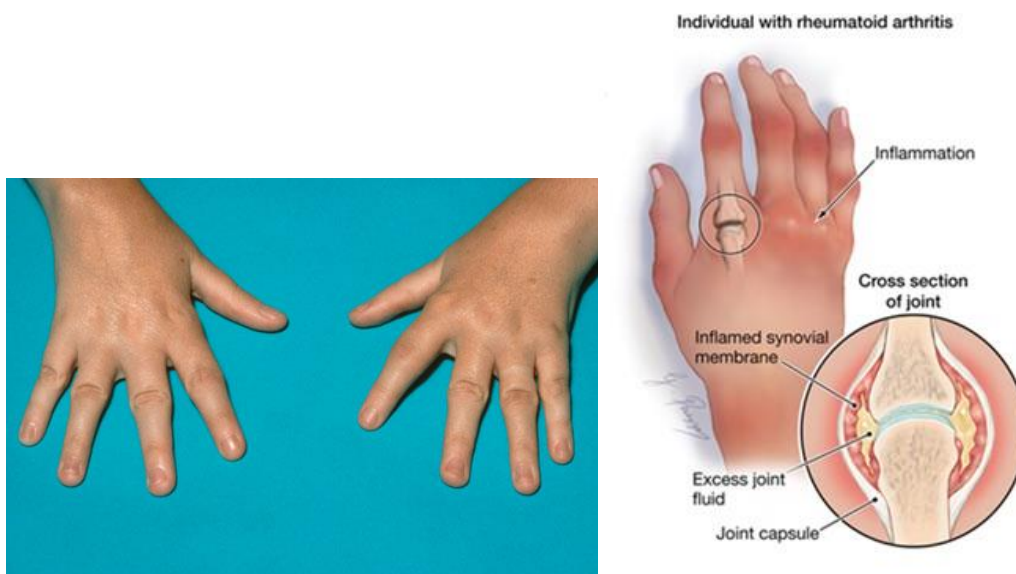 Individual with rheumatoid arthritis
Inflammation
Cross section
of joint
Inflamed synovial
membrane
Excess joint
fluid
Joint capsule